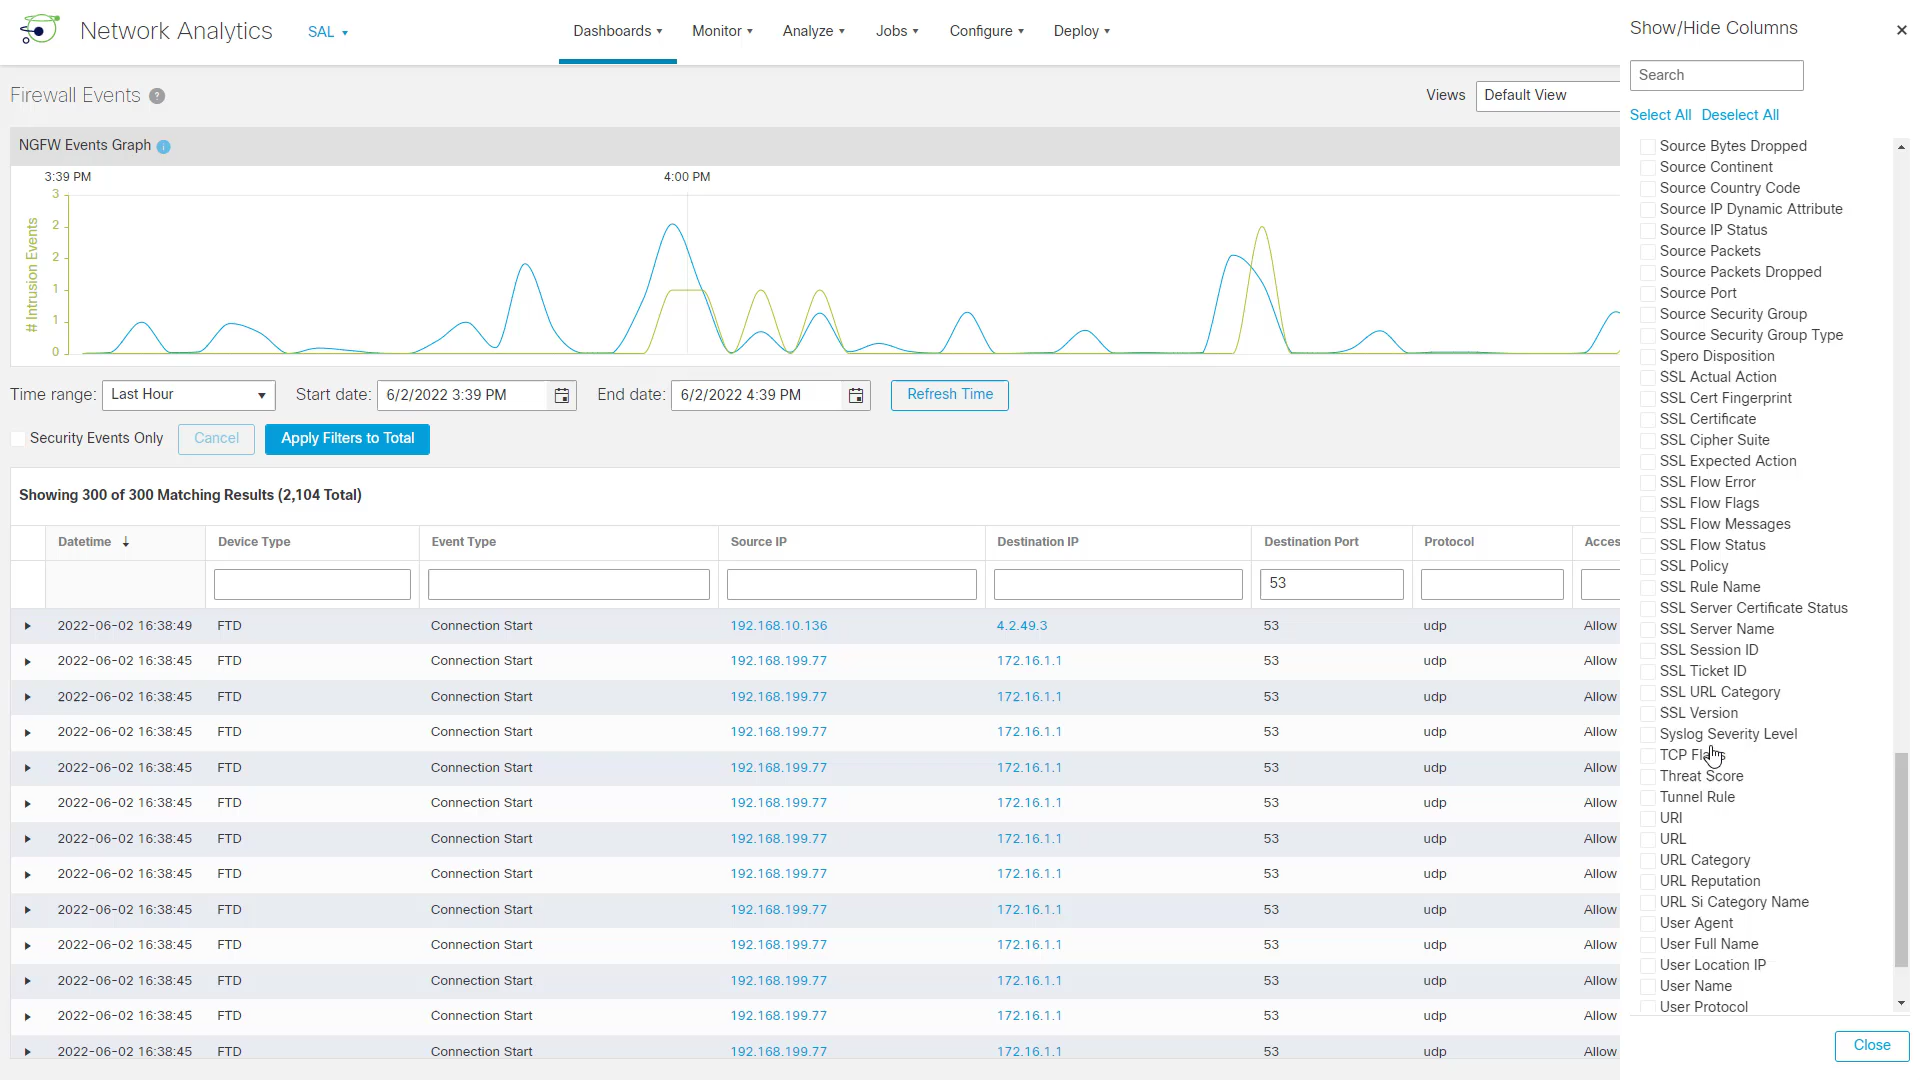 Network Analytics SAL
Dashboards Monitor Analyze Jobs Configure Deploy
Show/Hide Columns
Search
Select All Deselect All
Firewall Events
Views Default View
NGFW Events Graph
3:39 PM 4:00 PM
# Intrusion Events
3
2
2
1
1
0
Time range: Last Hour Start date: 6/2/2022 3:39 PM End date: 6/2/2022 4:39 PM Refresh Time
Security Events Only Cancel Apply Filters to Total
Showing 300 of 300 Matching Results (2,104 Total)
Datetime Device Type Event Type Source IP Destination IP Destination Port Protocol Acces
53
2022-06-02 16:38:49 FTD Connection Start 192.168.10.136 4.2.49.3 53 udp Allow
2022-06-02 16:38:45 FTD Connection Start 192.168.199.77 172.16.1.1 53 udp Allow
2022-06-02 16:38:45 FTD Connection Start 192.168.199.77 172.16.1.1 53 udp Allow
2022-06-02 16:38:45 FTD Connection Start 192.168.199.77 172.16.1.1 53 udp Allow
2022-06-02 16:38:45 FTD Connection Start 192.168.199.77 172.16.1.1 53 udp Allow
2022-06-02 16:38:45 FTD Connection Start 192.168.199.77 172.16.1.1 53 udp Allow
2022-06-02 16:38:45 FTD Connection Start 192.168.199.77 172.16.1.1 53 udp Allow
2022-06-02 16:38:45 FTD Connection Start 192.168.199.77 172.16.1.1 53 udp Allow
2022-06-02 16:38:45 FTD Connection Start 192.168.199.77 172.16.1.1 53 udp Allow
2022-06-02 16:38:45 FTD Connection Start 192.168.199.77 172.16.1.1 53 udp Allow
2022-06-02 16:38:45 FTD Connection Start 192.168.199.77 172.16.1.1 53 udp Allow
2022-06-02 16:38:45 FTD Connection Start 192.168.199.77 172.16.1.1 53 udp Allow
2022-06-02 16:38:45 FTD Connection Start 192.168.199.77 172.16.1.1 53 udp Allow
Source Bytes Dropped
Source Continent
Source Country Code
Source IP Dynamic Attribute
Source IP Status
Source Packets
Source Packets Dropped
Source Port
Source Security Group
Source Security Group Type
Spero Disposition
SSL Actual Action
SSL Cert Fingerprint
SSL Certificate
SSL Cipher Suite
SSL Expected Action
SSL Flow Error
SSL Flow Flags
SSL Flow Messages
SSL Flow Status
SSL Policy
SSL Rule Name
SSL Server Certificate Status
SSL Server Name
SSL Session ID
SSL Ticket ID
SSL URL Category
SSL Version
Syslog Severity Level
TCP Flags
Threat Score
Tunnel Rule
URI
URL
URL Category
URL Reputation
URL Si Category Name
User Agent
User Full Name
User Location IP
User Name
User Protocol
Close